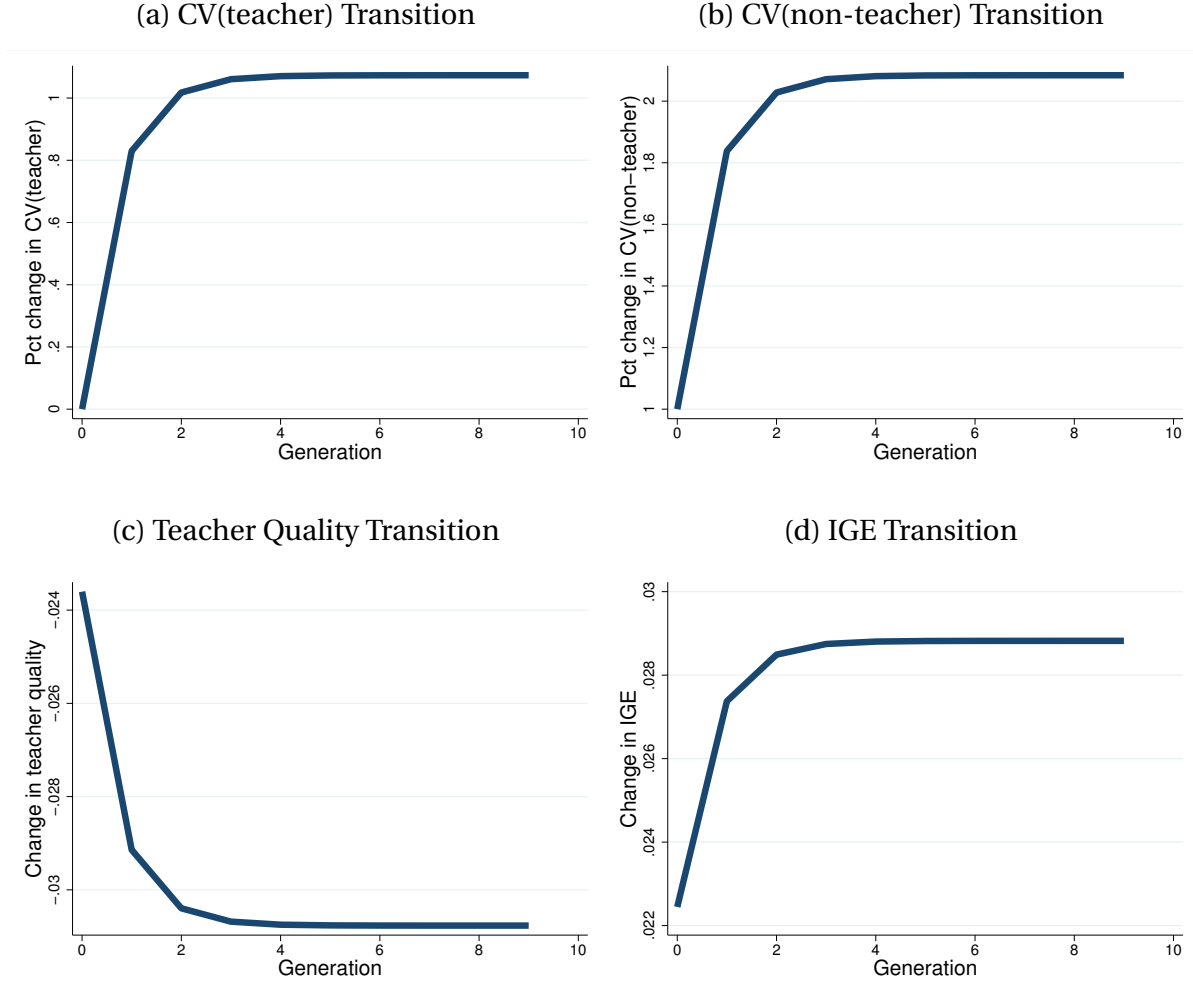 (a) CV(teacher) Transition
Pct change in CV(teacher)
1
.8
.6
.4
.2
0
0 2 4 6 8 10
Generation
(b) CV(non-teacher) Transition
Pct change in CV(non−teacher)
2
1.8
1.6
1.4
1.2
1
0 2 4 6 8 10
Generation
(c) Teacher Quality Transition
Change in teacher quality
−.024
−.026
−.028
−.03
0 2 4 6 8 10
Generation
(d) IGE Transition
Change in IGE
.03
.028
.026
.024
.022
0 2 4 6 8 10
Generation